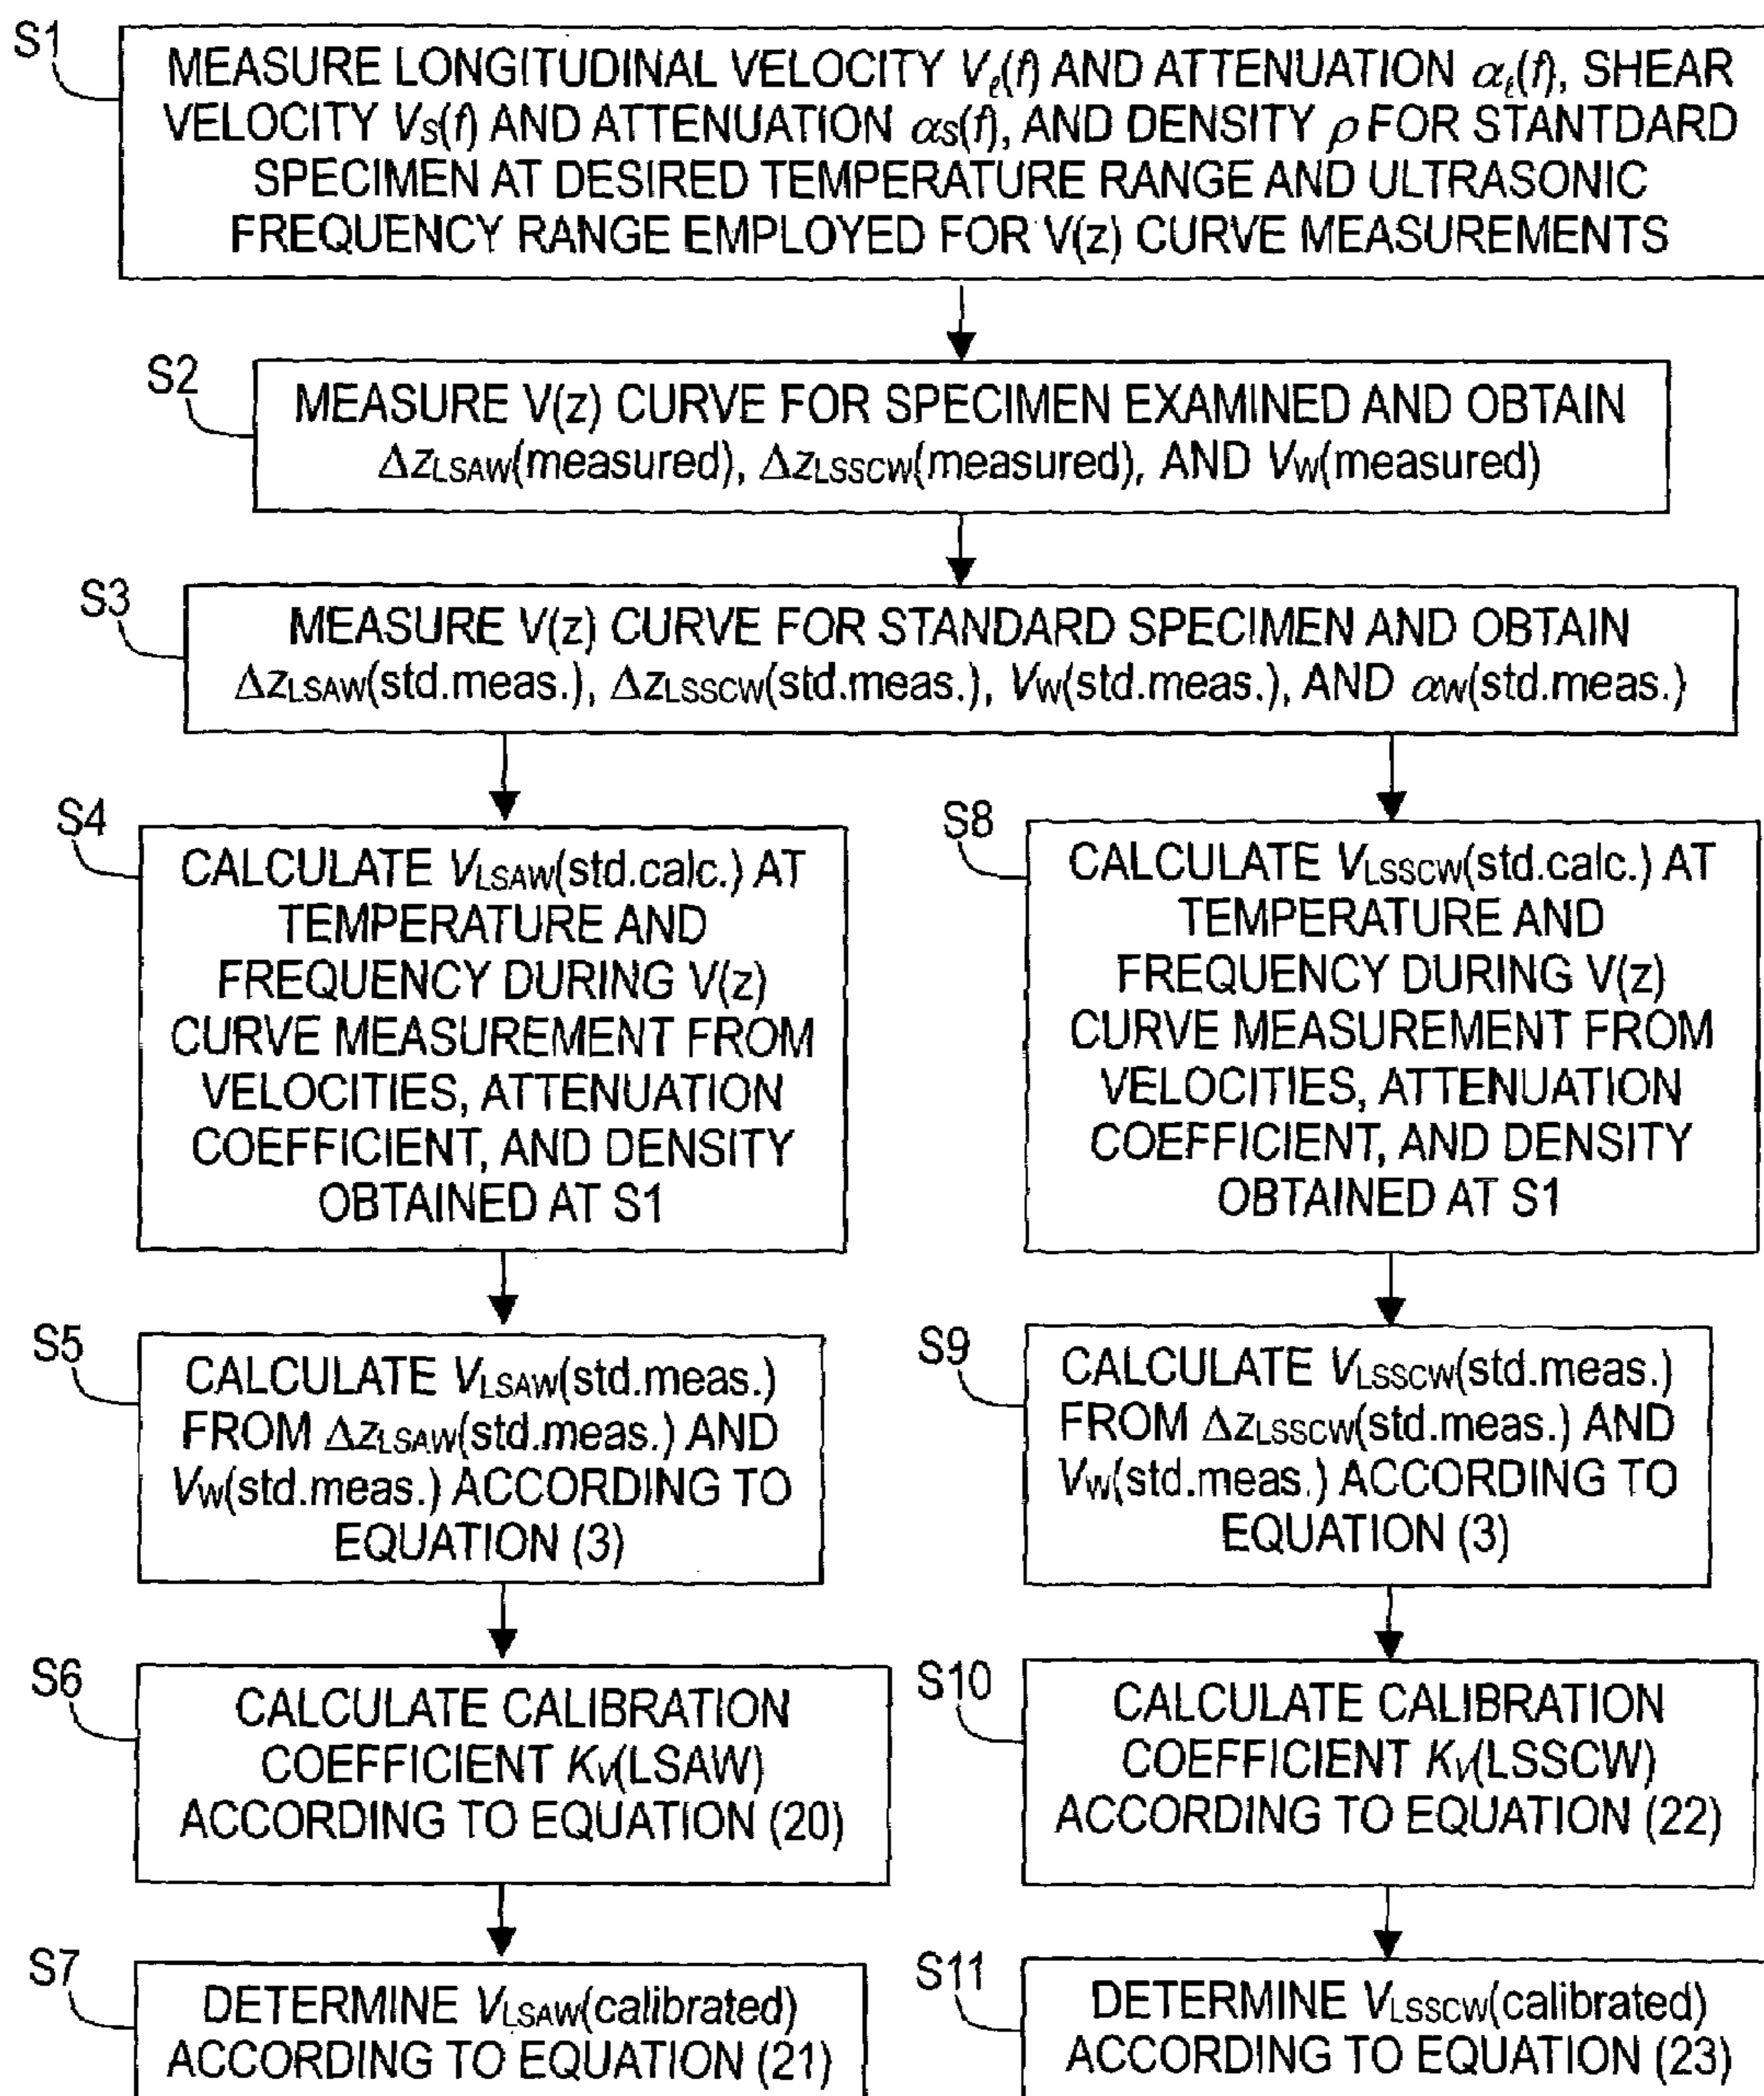 S1
MEASURE LONGITUDINAL VELOCITY Vℓ(f) AND ATTENUATION αℓ(f), SHEAR
VELOCITY VS(f) AND ATTENUATION αS(f), AND DENSITY ρ FOR STANTDARD
SPECIMEN AT DESIRED TEMPERATURE RANGE AND ULTRASONIC
FREQUENCY RANGE EMPLOYED FOR V(z) CURVE MEASUREMENTS
S2
MEASURE V(z) CURVE FOR SPECIMEN EXAMINED AND OBTAIN
ΔzLSAW(measured), ΔzLSSCW(measured), AND VW(measured)
S3
MEASURE V(z) CURVE FOR STANDARD SPECIMEN AND OBTAIN
ΔzLSAW(std.meas.), ΔzLSSCW(std.meas.), VW(std.meas.), AND αW(std.meas.)
S4
CALCULATE VLSAW(std.calc.) AT
TEMPERATURE AND
FREQUENCY DURING V(z)
CURVE MEASUREMENT FROM
VELOCITIES, ATTENUATION
COEFFICIENT, AND DENSITY
OBTAINED AT S1
S5
CALCULATE VLSAW(std.meas.)
FROM ΔzLSAW(std.meas.) AND
VW(std.meas.) ACCORDING TO
EQUATION (3)
S6
CALCULATE CALIBRATION
COEFFICIENT KV(LSAW)
ACCORDING TO EQUATION (20)
S7
DETERMINE VLSAW(calibrated)
ACCORDING TO EQUATION (21)
S8
CALCULATE VLSSCW(std.calc.) AT
TEMPERATURE AND
FREQUENCY DURING V(z)
CURVE MEASUREMENT FROM
VELOCITIES, ATTENUATION
COEFFICIENT, AND DENSITY
OBTAINED AT S1
S9
CALCULATE VLSSCW(std.meas.)
FROM ΔzLSSCW(std.meas.) AND
VW(std.meas.) ACCORDING TO
EQUATION (3)
S10
CALCULATE CALIBRATION
COEFFICIENT KV(LSSCW)
ACCORDING TO EQUATION (22)
S11
DETERMINE VLSSCW(calibrated)
ACCORDING TO EQUATION (23)